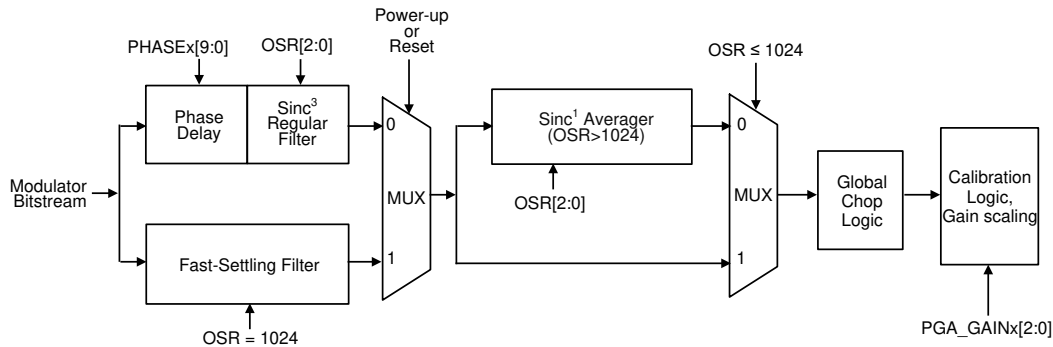 Power-up
or
Reset
PHASEx[9:0]
OSR[2:0]
OSR ≤ 1024
Phase
Delay
Sinc³
Regular
Filter
0
Sinc¹ Averager
(OSR>1024)
0
Modulator
Bitstream
MUX
OSR[2:0]
MUX
Global
Chop
Logic
Calibration
Logic,
Gain scaling
Fast-Settling Filter
1
1
OSR = 1024
PGA_GAINx[2:0]